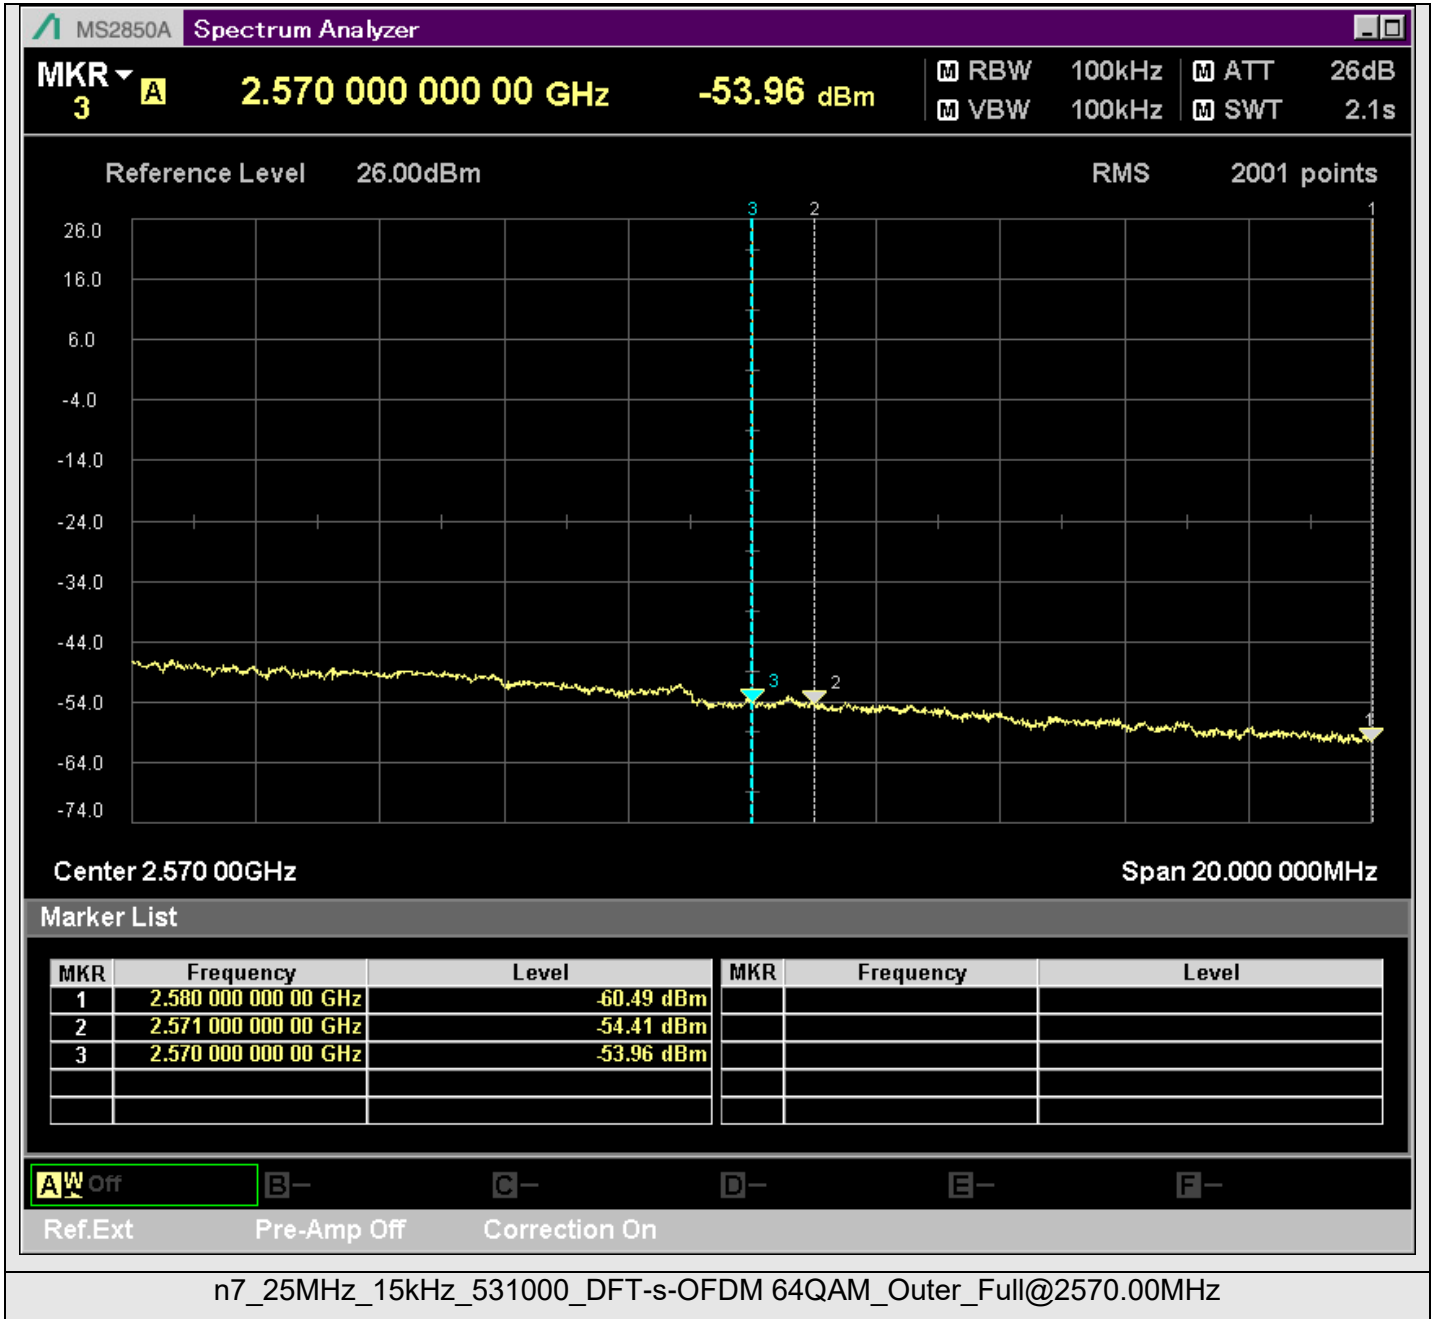 MS2850A Spectrum Analyzer
MKR A 2.570 000 000 00 GHz -53.96 dBm M RBW 100kHz M ATT 26dB
3 M VBW 100kHz M SWT 2.1s
Reference Level 26.00dBm RMS 2001 points
3 2 1
26.0
16.0
6.0
-4.0
-14.0
-24.0
-34.0
-44.0
3 2
-54.0
1
-64.0
-74.0
Center 2.570 00GHz Span 20.000 000MHz
Marker List
MKR Frequency Level MKR Frequency Level
1 2.580 000 000 00 GHz -60.49 dBm
2 2.571 000 000 00 GHz -54.41 dBm
3 2.570 000 000 00 GHz -53.96 dBm
A W Off B — C — D — E — F —
Ref.Ext Pre-Amp Off Correction On
n7_25MHz_15kHz_531000_DFT-s-OFDM 64QAM_Outer_Full@2570.00MHz